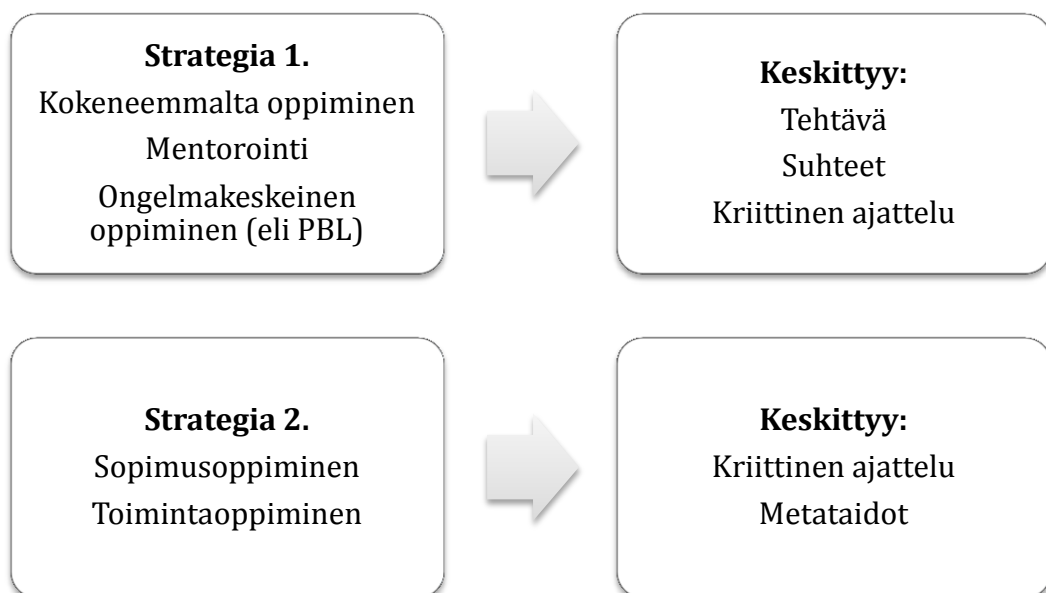 Strategia 1.
Kokeneemmalta oppiminen
Mentorointi
Ongelmakeskeinen
oppiminen (eli PBL)
Keskittyy:
Tehtävä
Suhteet
Kriittinen ajattelu
Strategia 2.
Sopimusoppiminen
Toimintaoppiminen
Keskittyy:
Kriittinen ajattelu
Metataidot